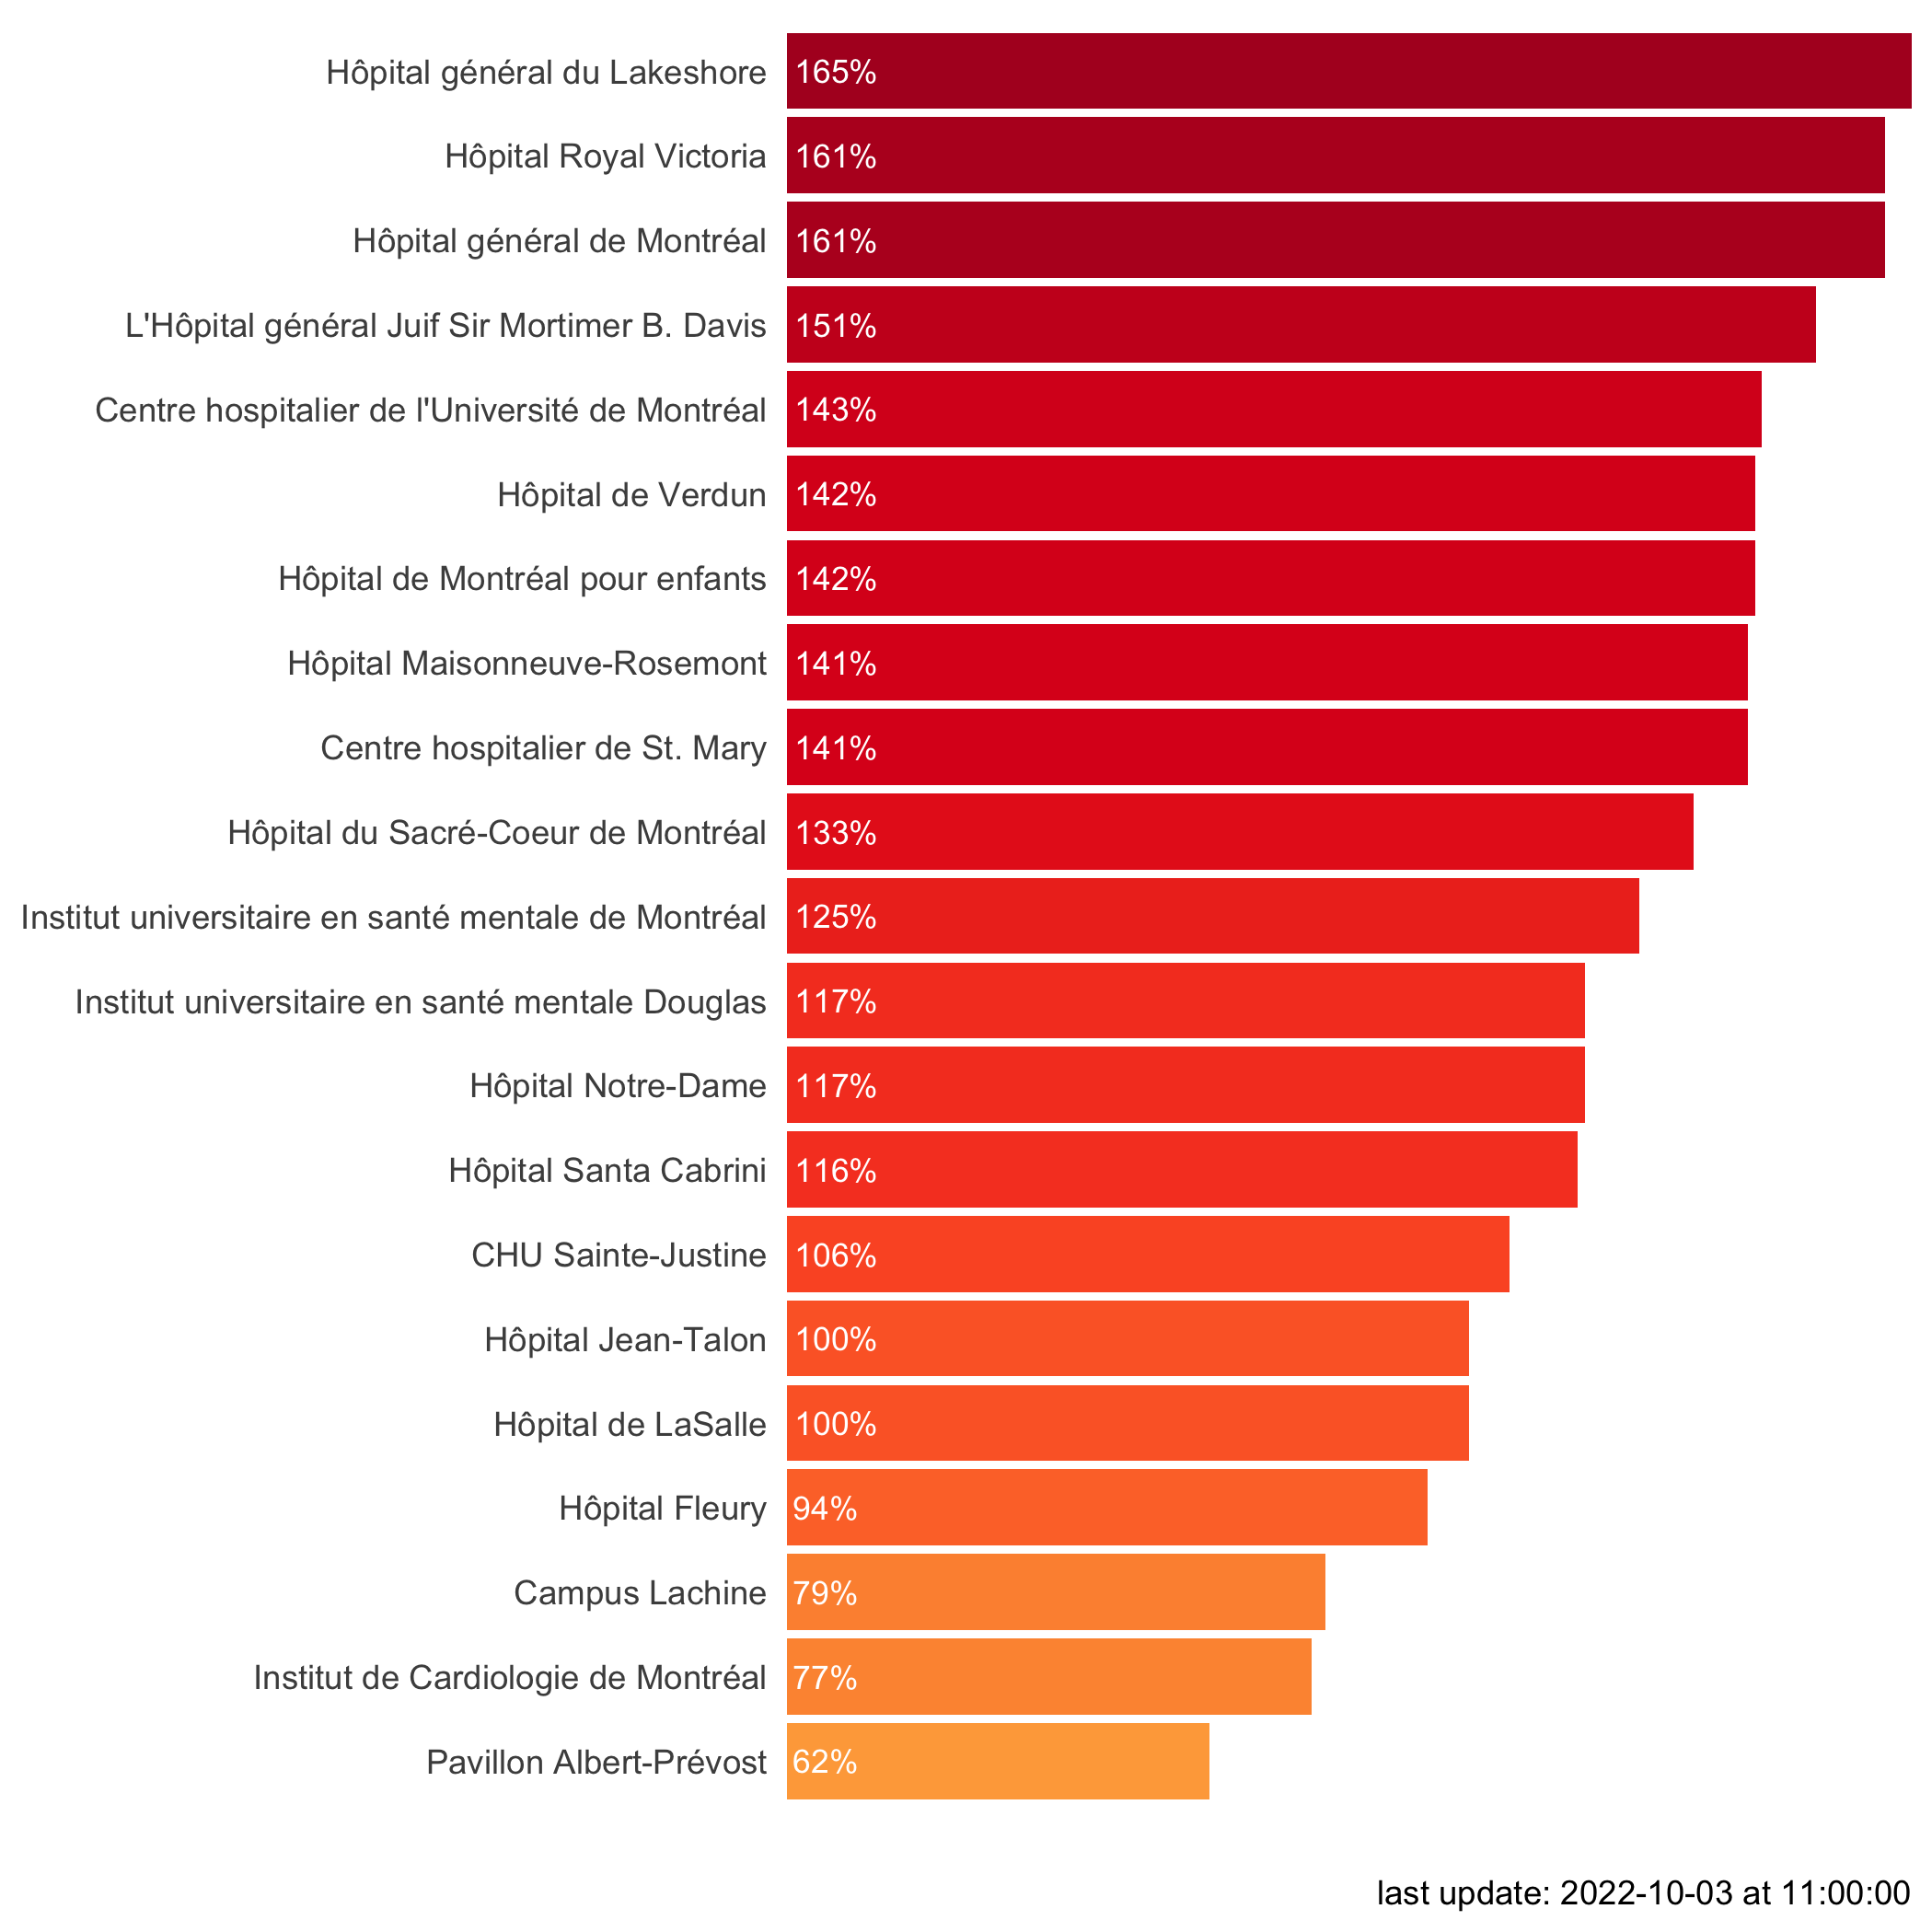 Hôpital général du Lakeshore 165%
Hôpital Royal Victoria 161%
Hôpital général de Montréal 161%
L'Hôpital général Juif Sir Mortimer B. Davis 151%
Centre hospitalier de l'Université de Montréal 143%
Hôpital de Verdun 142%
Hôpital de Montréal pour enfants 142%
Hôpital Maisonneuve-Rosemont 141%
Centre hospitalier de St. Mary 141%
Hôpital du Sacré-Coeur de Montréal 133%
Institut universitaire en santé mentale de Montréal 125%
Institut universitaire en santé mentale Douglas 117%
Hôpital Notre-Dame 117%
Hôpital Santa Cabrini 116%
CHU Sainte-Justine 106%
Hôpital Jean-Talon 100%
Hôpital de LaSalle 100%
Hôpital Fleury 94%
Campus Lachine 79%
Institut de Cardiologie de Montréal 77%
Pavillon Albert-Prévost 62%
last update: 2022-10-03 at 11:00:00